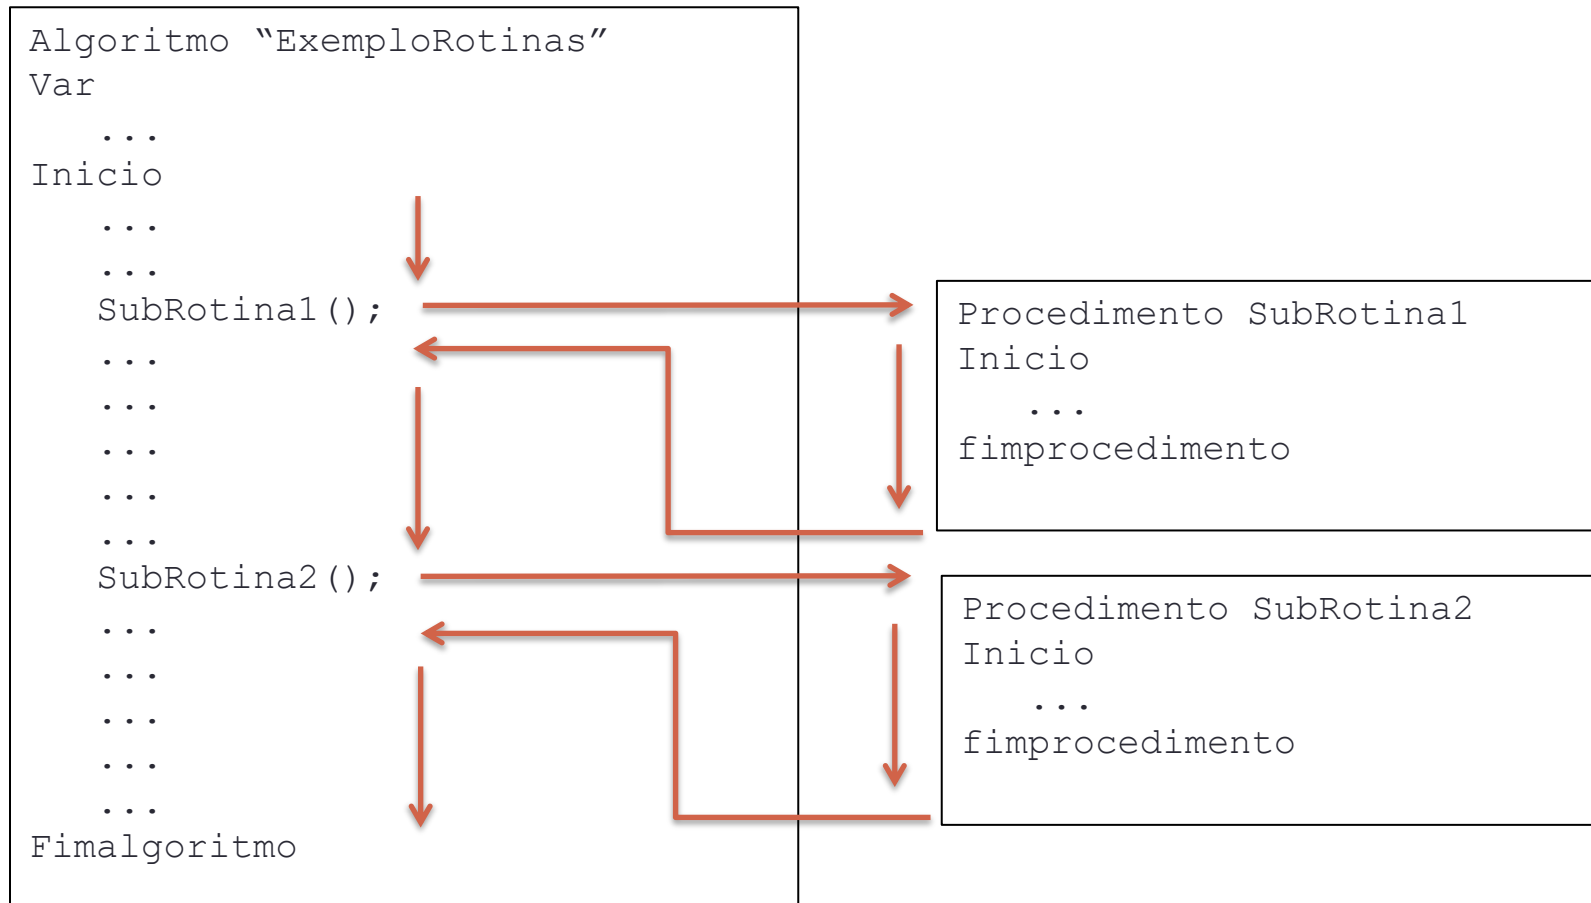 Algoritmo “ExemploRotinas”
Var
...
Inicio
...
...
SubRotina1();
...
...
...
...
...
SubRotina2();
...
...
...
...
...
Fimalgoritmo
Procedimento SubRotina1
Inicio
...
fimprocedimento
Procedimento SubRotina2
Inicio
...
fimprocedimento